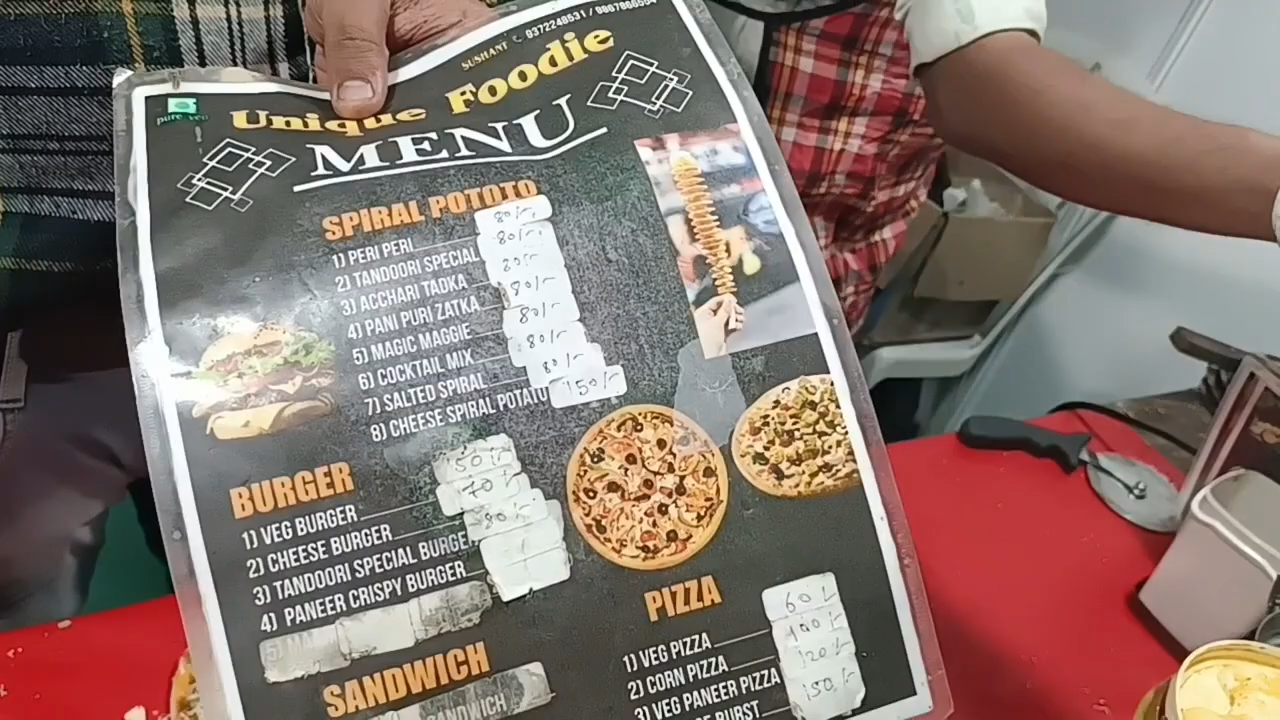 pure veg
SUSHANT 9372248531 /
Unique Foodie
MENU
SPIRAL POTOTO
1) PERI PERI 80/-
2) TANDOORI SPECIAL 80/-
3) ACCHARI TADKA 80/-
4) PANI PURI ZATKA 80/-
5) MAGIC MAGGIE 80/-
6) COCKTAIL MIX 80/-
7) SALTED SPIRAL 80/-
8) CHEESE SPIRAL POTATO 150/-
BURGER
1) VEG BURGER 50/-
2) CHEESE BURGER 70/-
3) TANDOORI SPECIAL BURGE 80/-
4) PANEER CRISPY BURGER
5)
SANDWICH
SANDWICH
PIZZA
1) VEG PIZZA 60/-
2) CORN PIZZA 100/-
3) VEG PANEER PIZZA 120/-
BURST 150/-